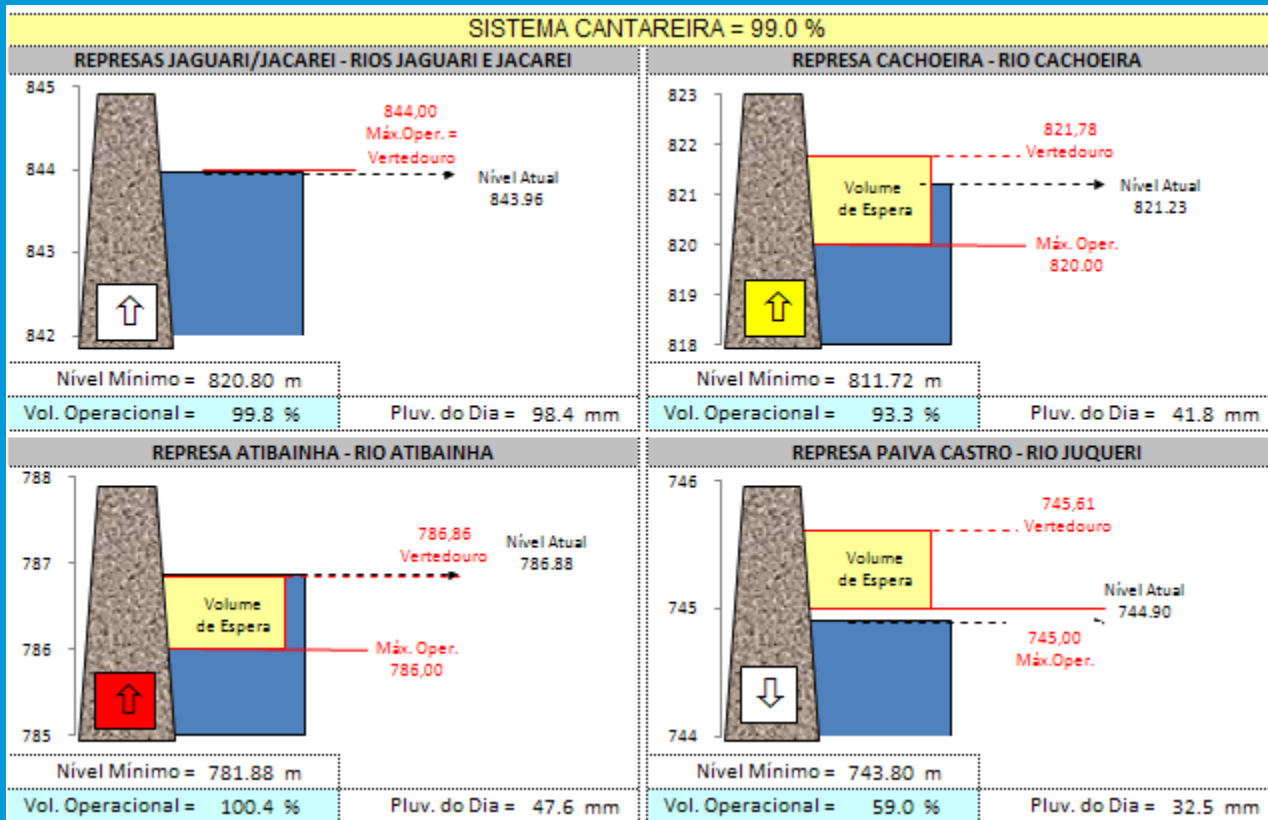 SISTEMA CANTAREIRA = 99.0 %
REPRESAS JAGUARI/JACAREI - RIOS JAGUARI E JACAREI
845
844
843
842
844,00
Máx.Oper. =
Vertedouro
Nível Atual
843.96
Nível Mínimo = 820.80 m
Vol. Operacional = 99.8 %
Pluv. do Dia = 98.4 mm
REPRESA CACHOEIRA - RIO CACHOEIRA
823
822
821
820
819
818
821,78
Vertedouro
Volume
de Espera
Nível Atual
821.23
Máx. Oper.
820.00
Nível Mínimo = 811.72 m
Vol. Operacional = 93.3 %
Pluv. do Dia = 41.8 mm
REPRESA ATIBAINHA - RIO ATIBAINHA
788
787
786
785
786,86
Vertedouro
Nível Atual
786.88
Volume
de Espera
Máx. Oper.
786,00
Nível Mínimo = 781.88 m
Vol. Operacional = 100.4 %
Pluv. do Dia = 47.6 mm
REPRESA PAIVA CASTRO - RIO JUQUERI
746
745
744
745,61
Vertedouro
Volume
de Espera
Nível Atual
744.90
745,00
Máx.Oper.
Nível Mínimo = 743.80 m
Vol. Operacional = 59.0 %
Pluv. do Dia = 32.5 mm